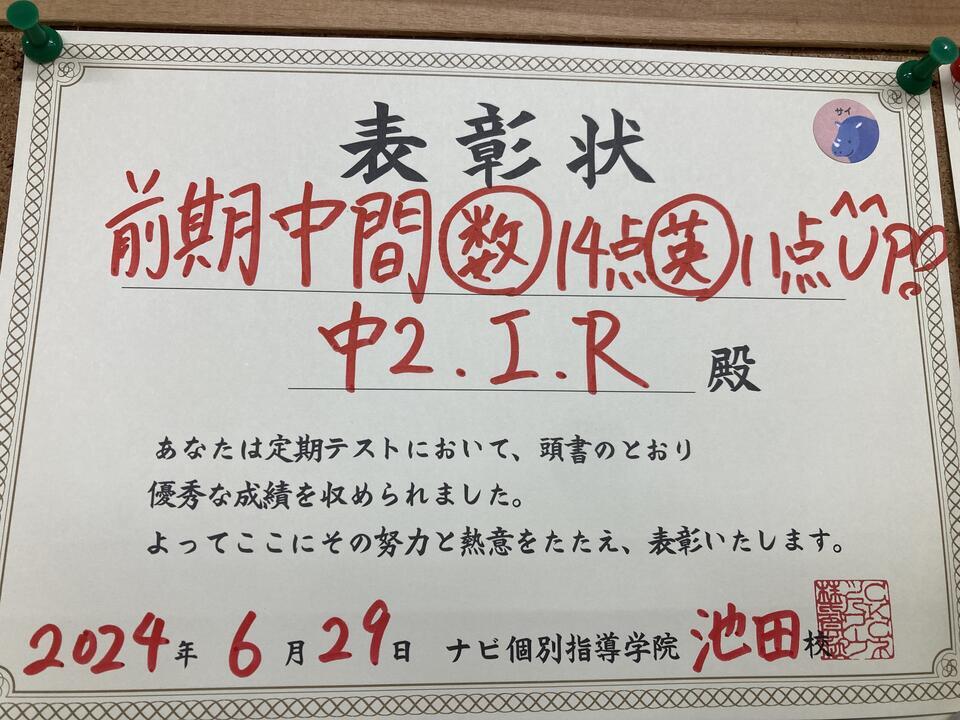 表彰状
サイ
前期中間 数 14点 英 11点 UP!
中2.I.R 殿
あなたは定期テストにおいて、頭書のとおり
優秀な成績を収められました。
よってここにその努力と熱意をたたえ、表彰いたします。
2024年 6月29日 ナビ個別指導学院 池田校